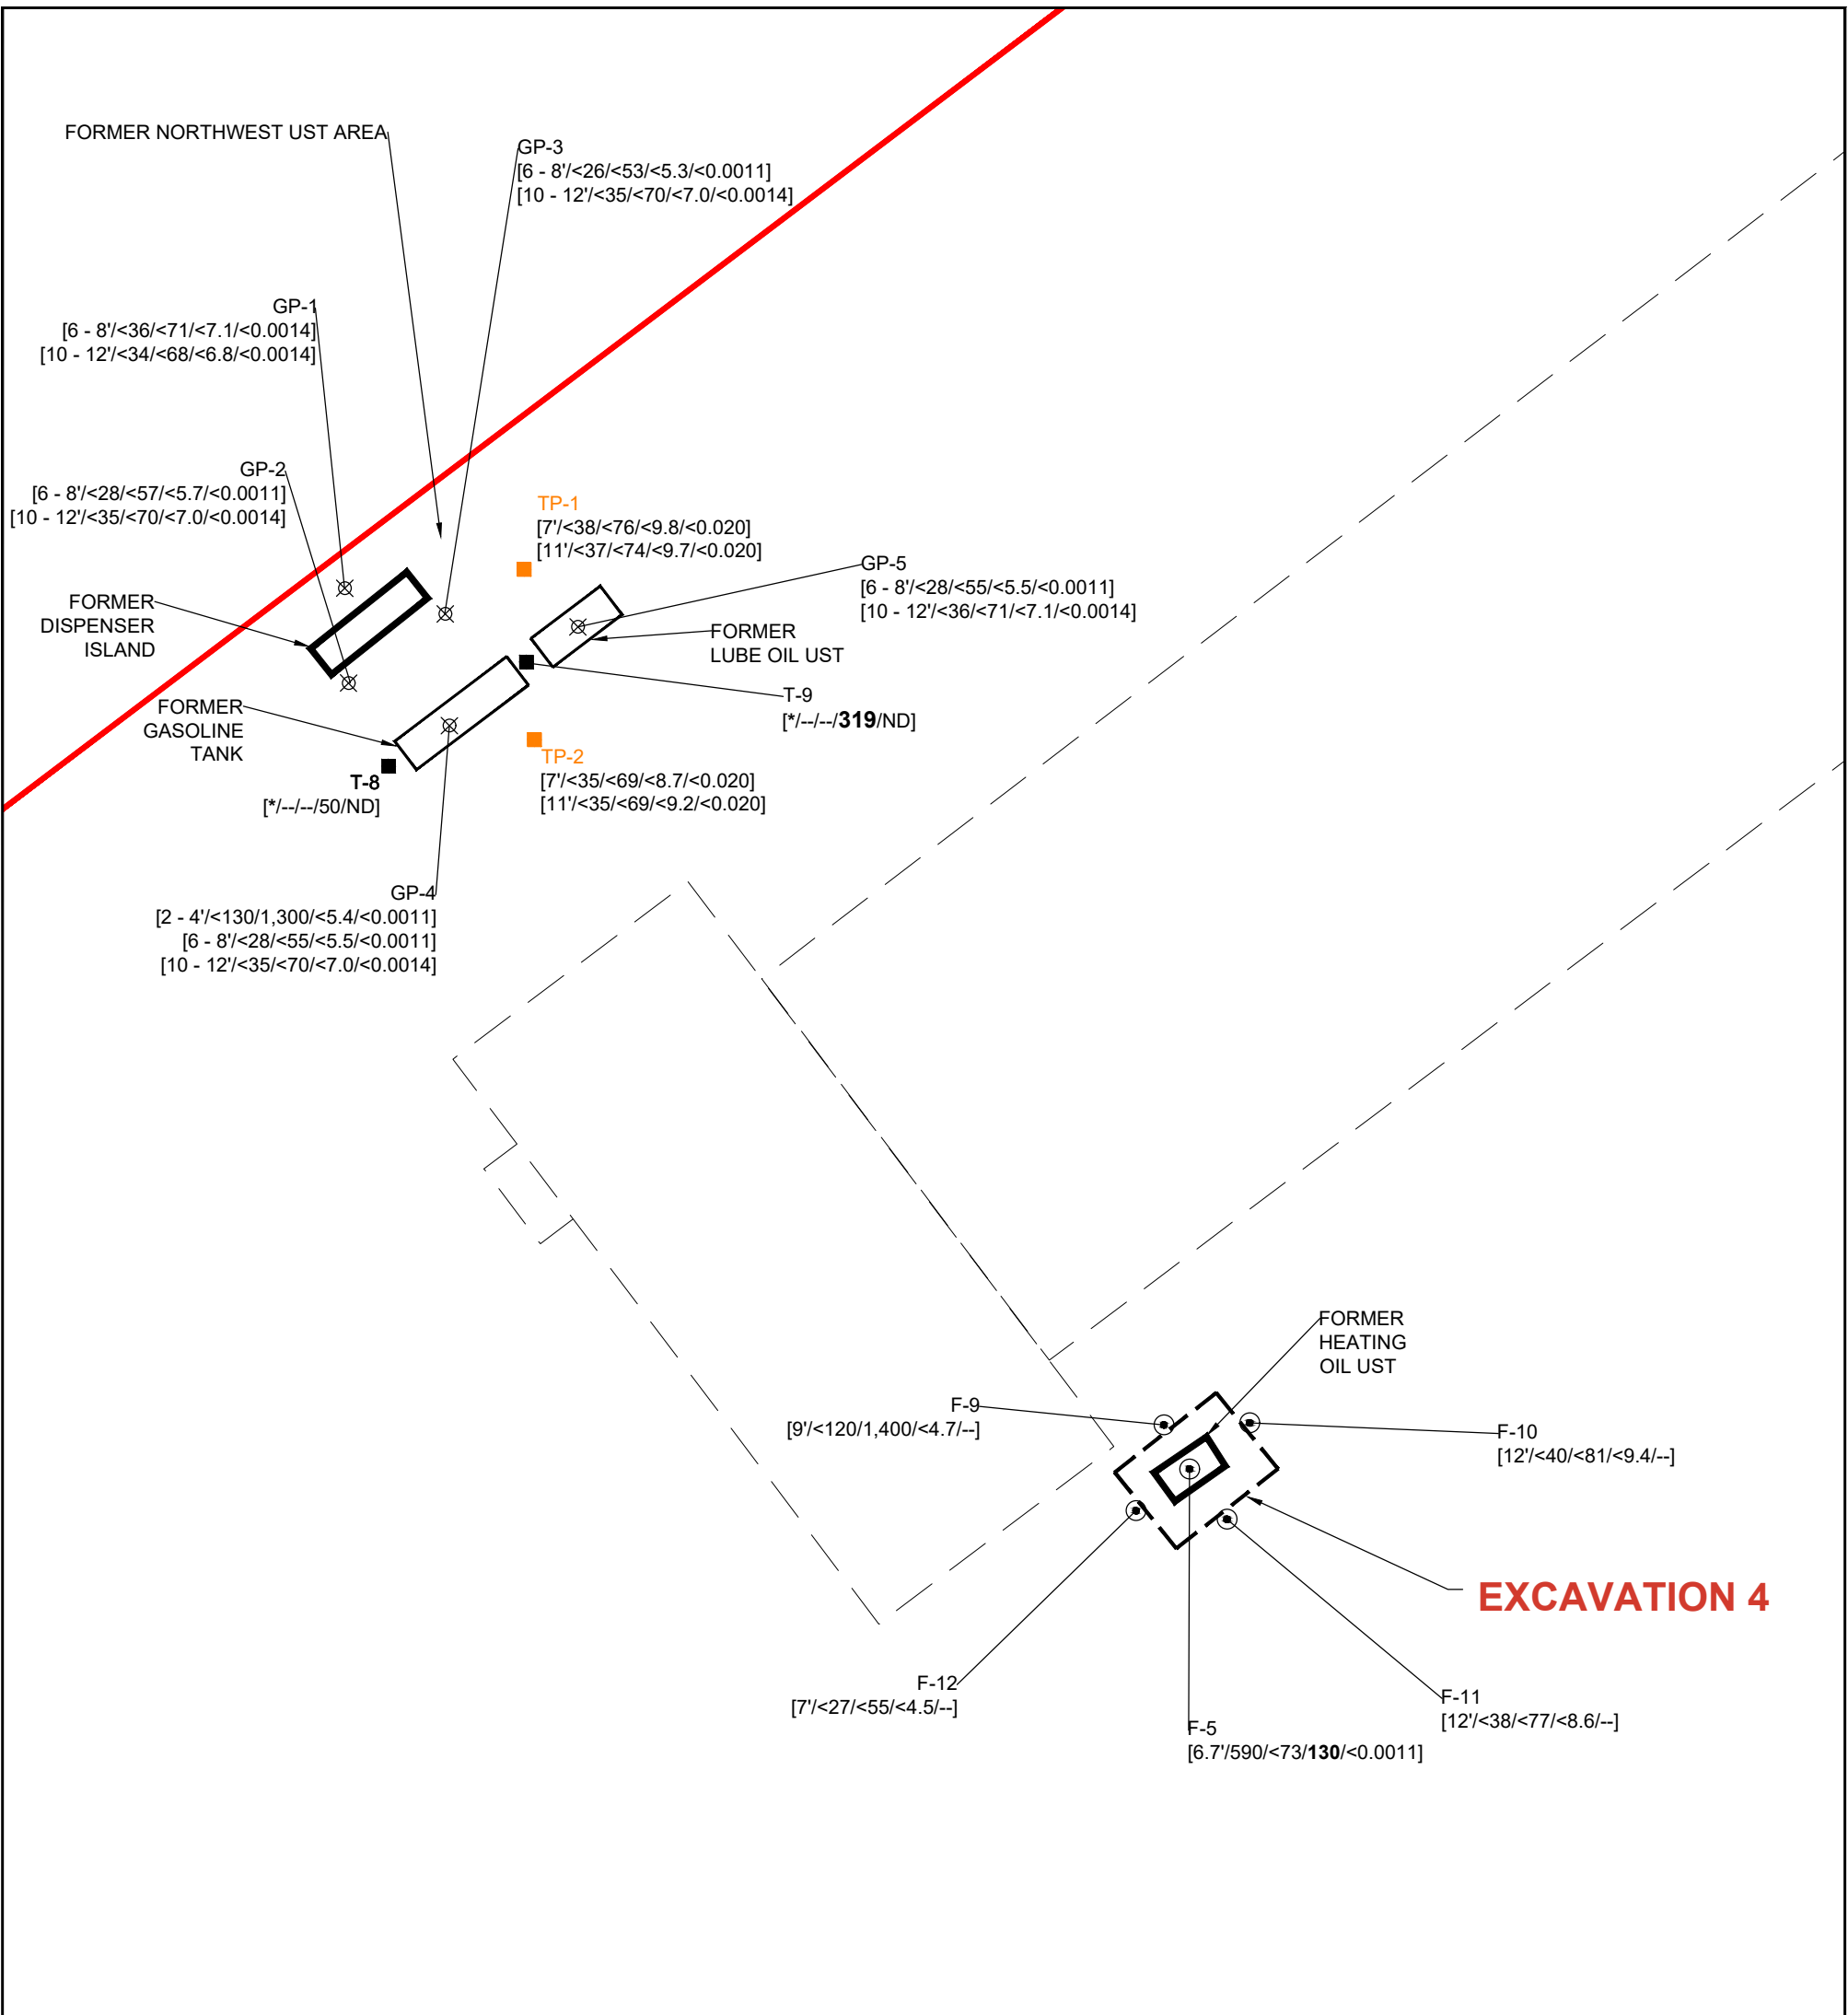 FORMER NORTHWEST UST AREA
GP-3
[6 - 8'/<26/<53/<5.3/<0.0011]
[10 - 12'/<35/<70/<7.0/<0.0014]
GP-1
[6 - 8'/<36/<71/<7.1/<0.0014]
[10 - 12'/<34/<68/<6.8/<0.0014]
GP-2
[6 - 8'/<28/<57/<5.7/<0.0011]
[10 - 12'/<35/<70/<7.0/<0.0014]
TP-1
[7'/<38/<76/<9.8/<0.020]
[11'/<37/<74/<9.7/<0.020]
GP-5
[6 - 8'/<28/<55/<5.5/<0.0011]
[10 - 12'/<36/<71/<7.1/<0.0014]
FORMER
DISPENSER
ISLAND
FORMER
LUBE OIL UST
T-9
[*/--/--/319/ND]
FORMER
GASOLINE
TANK
TP-2
[7'/<35/<69/<8.7/<0.020]
[11'/<35/<69/<9.2/<0.020]
T-8
[*/--/--/50/ND]
GP-4
[2 - 4'/<130/1,300/<5.4/<0.0011]
[6 - 8'/<28/<55/<5.5/<0.0011]
[10 - 12'/<35/<70/<7.0/<0.0014]
FORMER
HEATING
OIL UST
F-9
[9'/<120/1,400/<4.7/--]
F-10
[12'/<40/<81/<9.4/--]
EXCAVATION 4
F-12
[7'/<27/<55/<4.5/--]
F-11
[12'/<38/<77/<8.6/--]
F-5
[6.7'/590/<73/130/<0.0011]